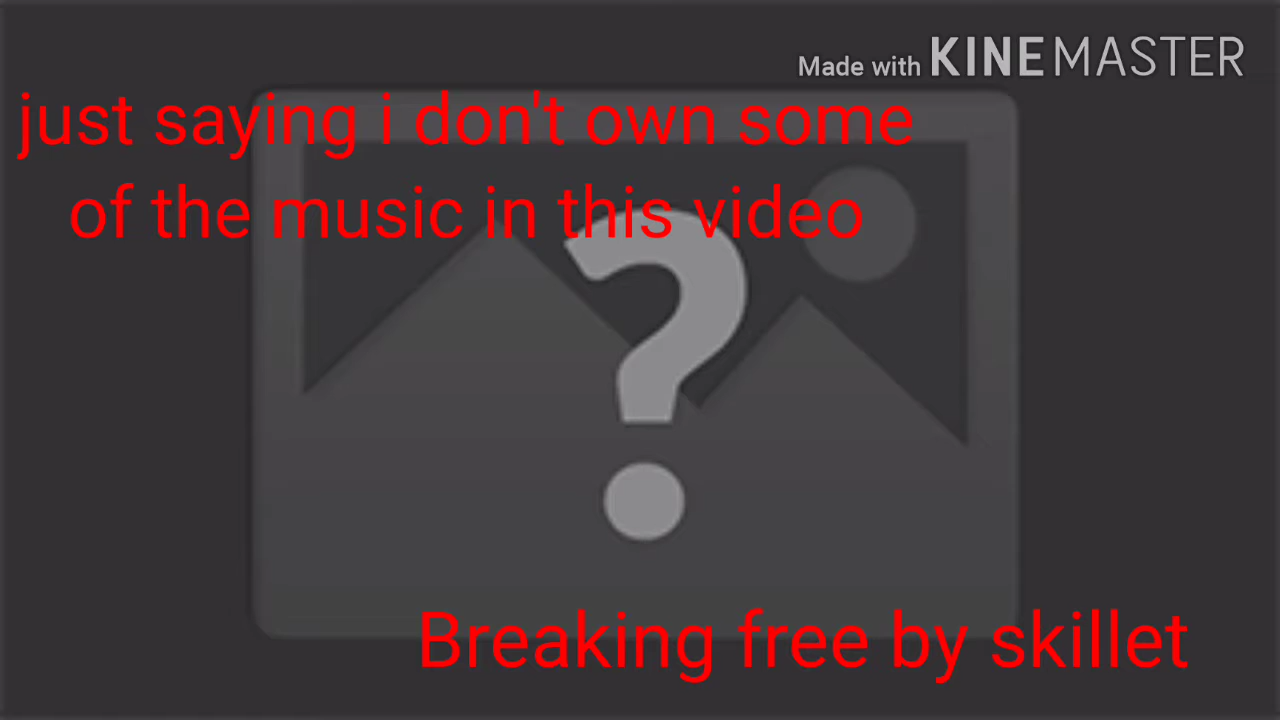 Made with KINEMASTER
just saying i don't own some
of the music in this video
?
Breaking free by skillet